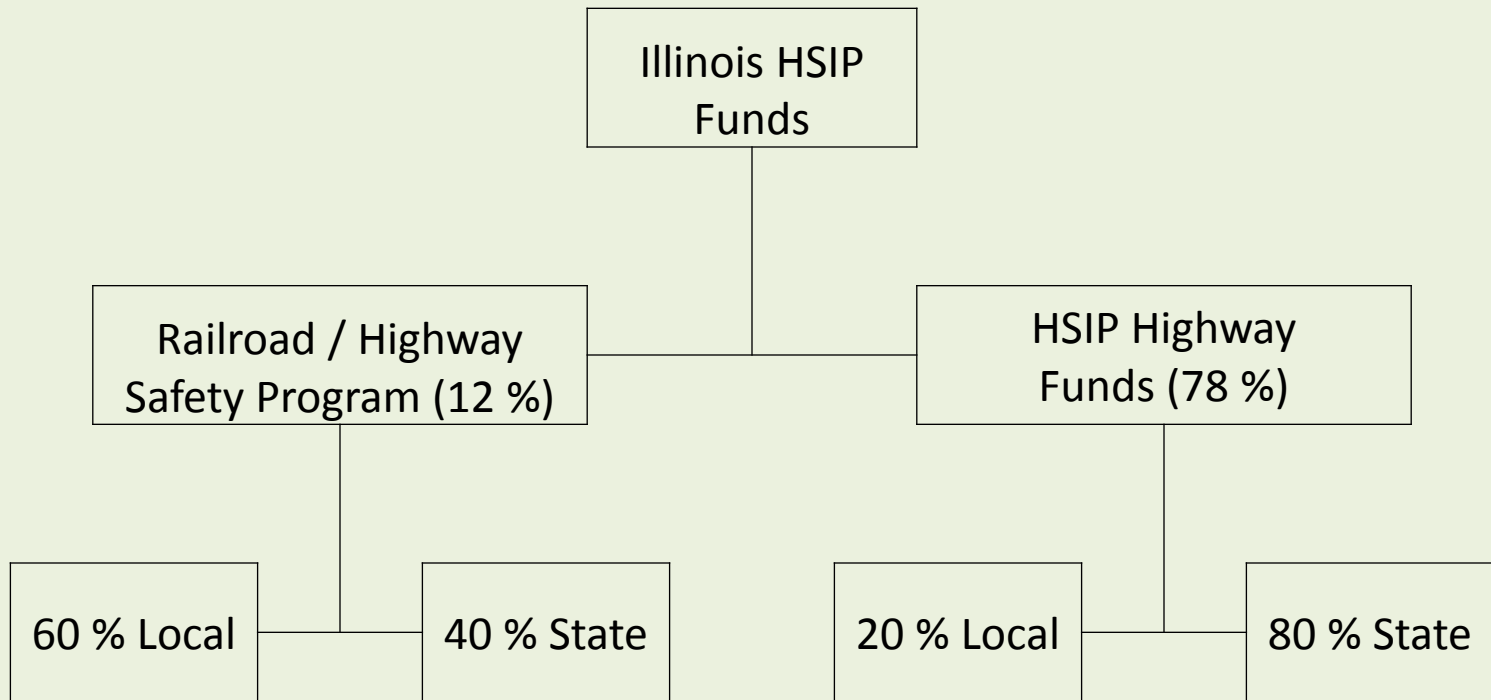 Illinois HSIP
Funds
Railroad / Highway
Safety Program (12 %)
HSIP Highway
Funds (78 %)
60 % Local
40 % State
20 % Local
80 % State